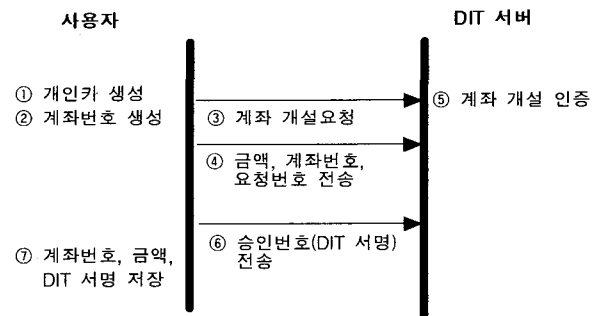 사용자
DIT 서버
① 개인카 생성
② 계좌번호 생성
③ 계좌 개설요청
⑤ 계좌 개설 인증
④ 금액, 계좌번호,
요청번호 전송
⑥ 승인번호(DIT 서명)
전송
⑦ 계좌번호, 금액,
DIT 서명 저장